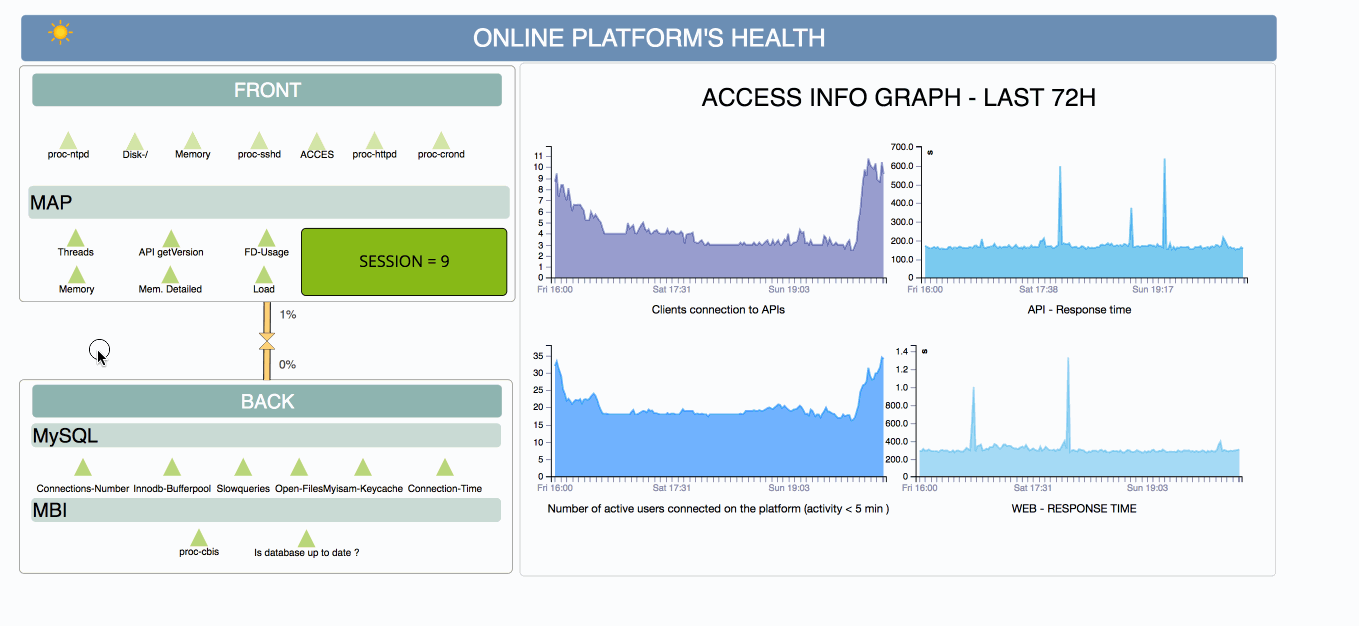 ONLINE PLATFORM'S HEALTH
FRONT
proc-ntpd Disk-/ Memory proc-sshd ACCES proc-httpd proc-crond
MAP
Threads API getVersion FD-Usage
SESSION = 9
Memory Mem. Detailed Load
1%
0%
BACK
MySQL
Connections-Number Innodb-Bufferpool Slowqueries Open-Files Myisam-Keycache Connection-Time
MBI
proc-cbis Is database up to date ?
ACCESS INFO GRAPH - LAST 72H
11
10
9
8
7
6
5
4
3
2
1
0
Fri 16:00 Sat 17:31 Sun 19:03
Clients connection to APIs
700.0
s
600.0
500.0
400.0
300.0
200.0
100.0
0
Fri 16:00 Sat 17:38 Sun 19:17
API - Response time
35
30
25
20
15
10
5
0
Fri 16:00 Sat 17:31 Sun 19:03
Number of active users connected on the platform (activity < 5 min )
1.4
s
1.2
1.0
800.0
600.0
400.0
200.0
0
Fri 16:00 Sat 17:31 Sun 19:03
WEB - RESPONSE TIME